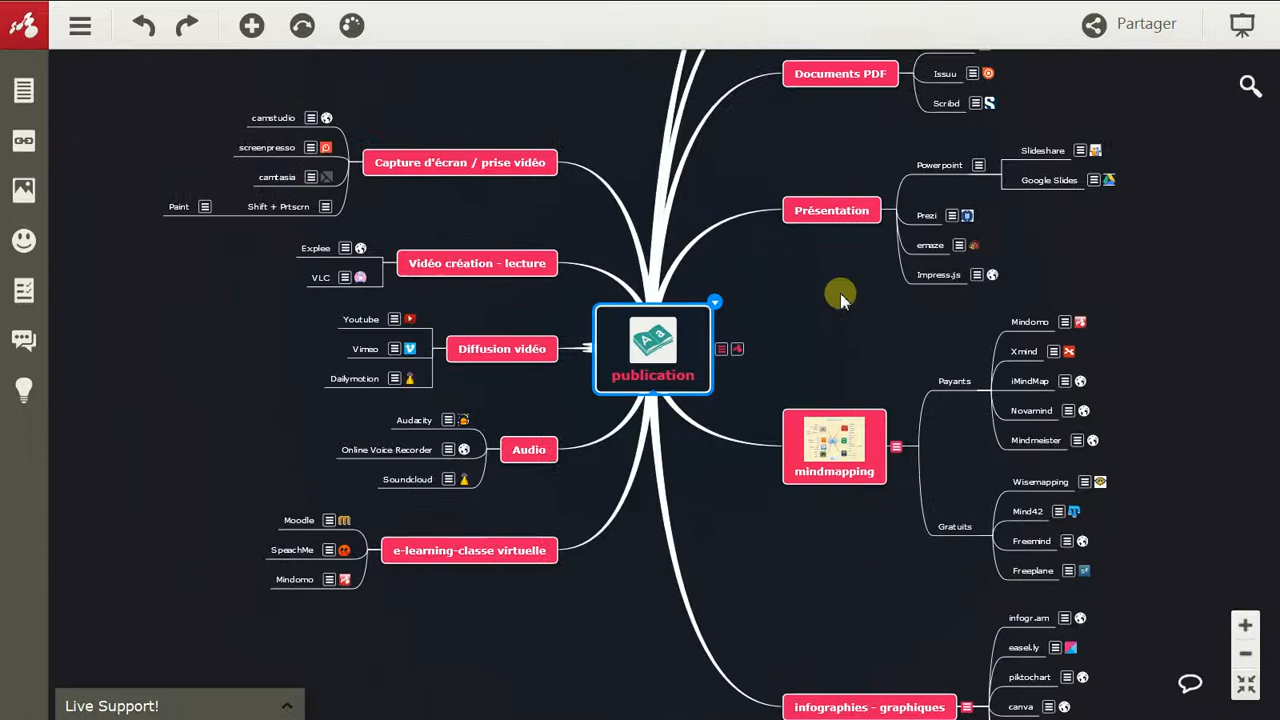 Partager
Documents PDF
Issuu
Scribd
camstudio
screenpresso
camtasia
Paint
Shift + Prtscrn
Capture d'écran / prise vidéo
Powerpoint
Slideshare
Google Slides
Présentation
Prezi
emaze
Impress.js
Explee
VLC
Vidéo création - lecture
Youtube
Vimeo
Dailymotion
Diffusion vidéo
publication
Mindomo
Xmind
Payants
iMindMap
Novamind
Mindmeister
mindmapping
Audacity
Online Voice Recorder
Soundcloud
Audio
Wisemapping
Mind42
Gratuits
Freemind
Freeplane
Moodle
SpeachMe
Mindomo
e-learning-classe virtuelle
infogr.am
easel.ly
piktochart
canva
infographies - graphiques
Live Support!